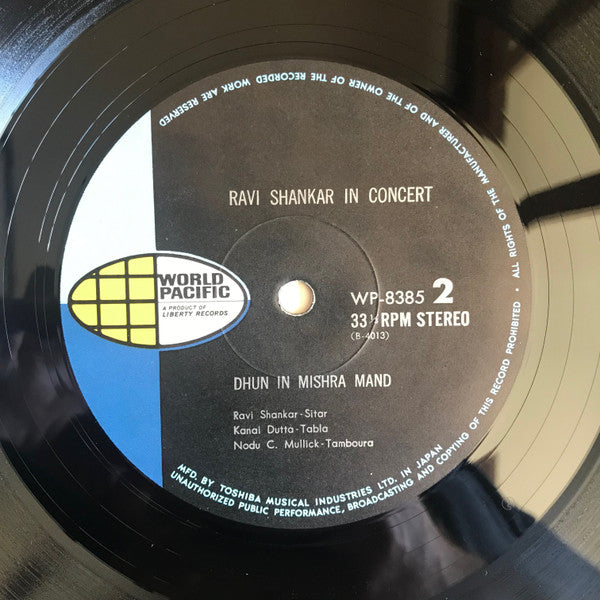 ALL RIGHTS OF THE MANUFACTURER AND OF THE OWNER OF THE RECORDED WORK ARE RESERVED
RAVI SHANKAR IN CONCERT
WORLD
PACIFIC
A PRODUCT OF
LIBERTY RECORDS
WP-8385 2
33 ⅓ RPM STEREO
(B-4013)
DHUN IN MISHRA MAND
Ravi Shankar-Sitar
Kanai Dutta-Tabla
Nodu C. Mullick-Tamboura
MFD. BY TOSHIBA MUSICAL INDUSTRIES LTD. IN JAPAN
UNAUTHORIZED PUBLIC PERFORMANCE, BROADCASTING AND COPYING OF THIS RECORD PROHIBITED •